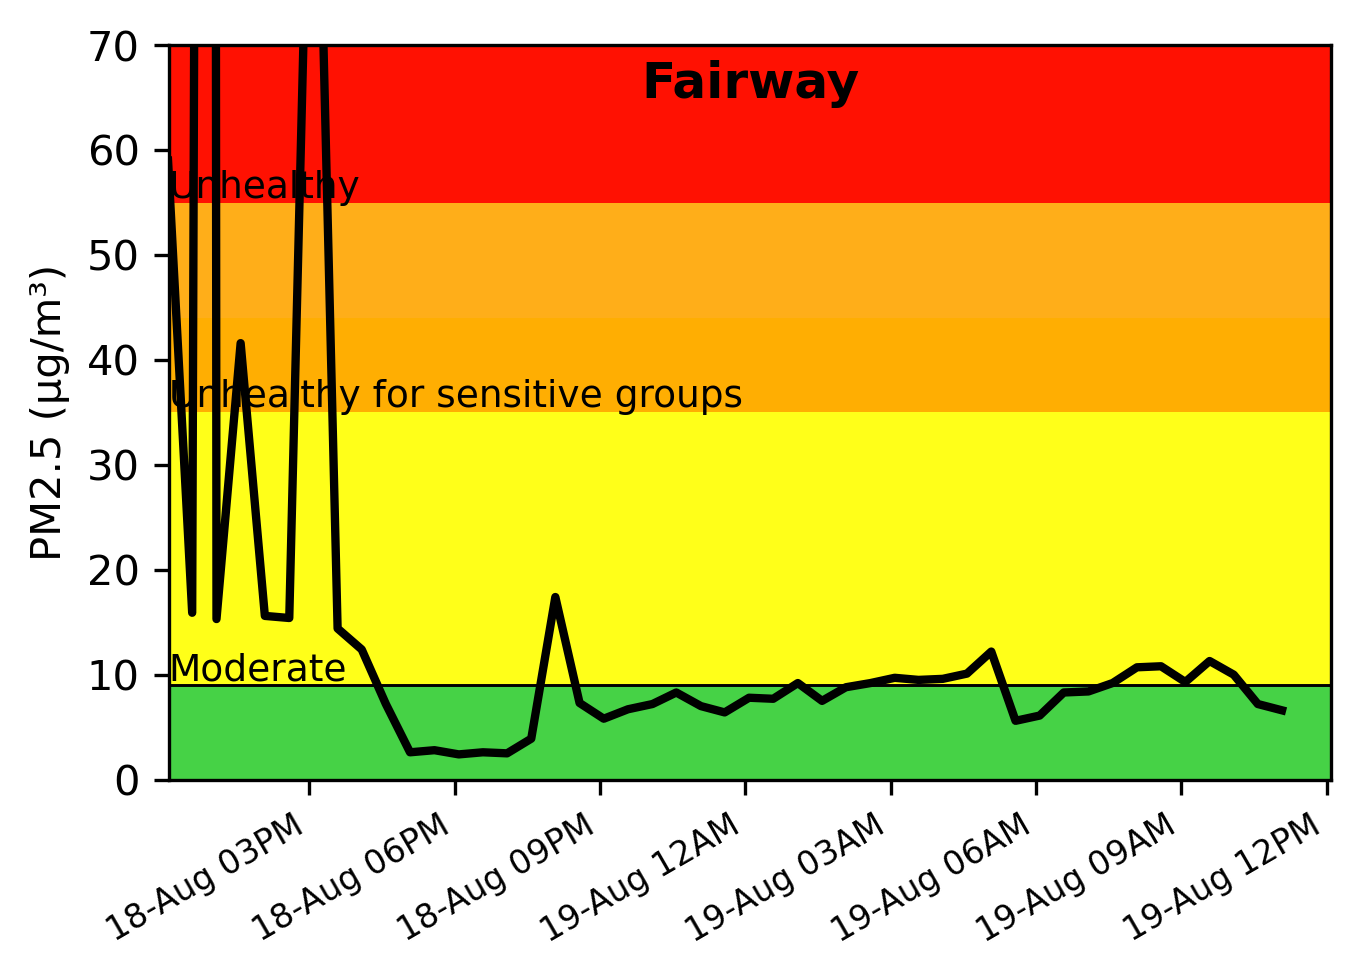 Fairway
PM2.5 (µg/m³)
70
60
50
40
30
20
10
0
Unhealthy
Unhealthy for sensitive groups
Moderate
18-Aug 03PM
18-Aug 06PM
18-Aug 09PM
19-Aug 12AM
19-Aug 03AM
19-Aug 06AM
19-Aug 09AM
19-Aug 12PM